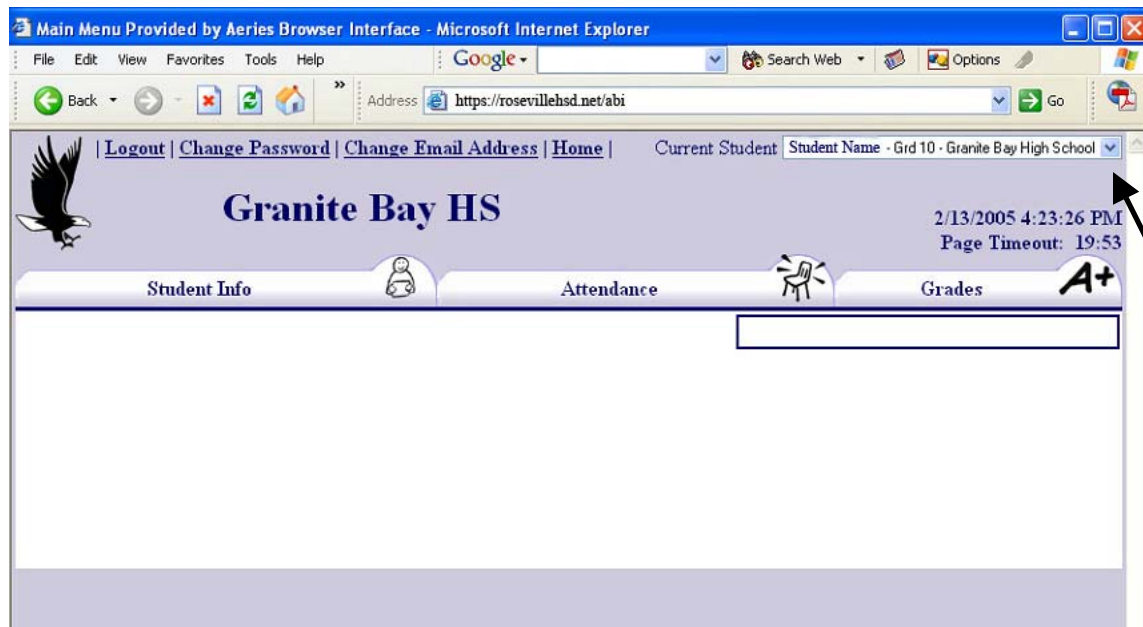 Main Menu Provided by Aeries Browser Interface - Microsoft Internet Explorer
File Edit View Favorites Tools Help Google Search Web Options
Back » Address https://rosevillehsd.net/abi Go
| Logout | Change Password | Change Email Address | Home | Current Student Student Name - Grd 10 - Granite Bay High School
Granite Bay HS
2/13/2005 4:23:26 PM
Page Timeout: 19:53
Student Info Attendance Grades A+